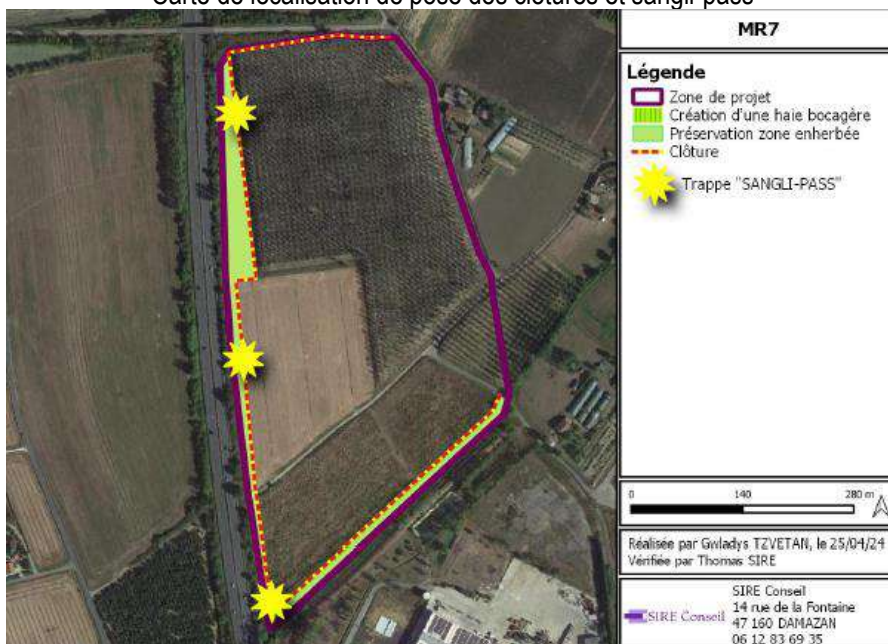 Carte de localisation de pose des clôtures et sangli-pass
MR7
Légende
Zone de projet
Création d'une haie bocagère
Préservation zone enherbée
Clôture
Trappe "SANGLI-PASS"
0 140 280 m
Réalisée par Gwladys TZVETAN, le 25/04/24
Vérifiée par Thomas SIRE
SIRE Conseil
SIRE Conseil
14 rue de la Fontaine
47 160 DAMAZAN
06 12 83 69 35